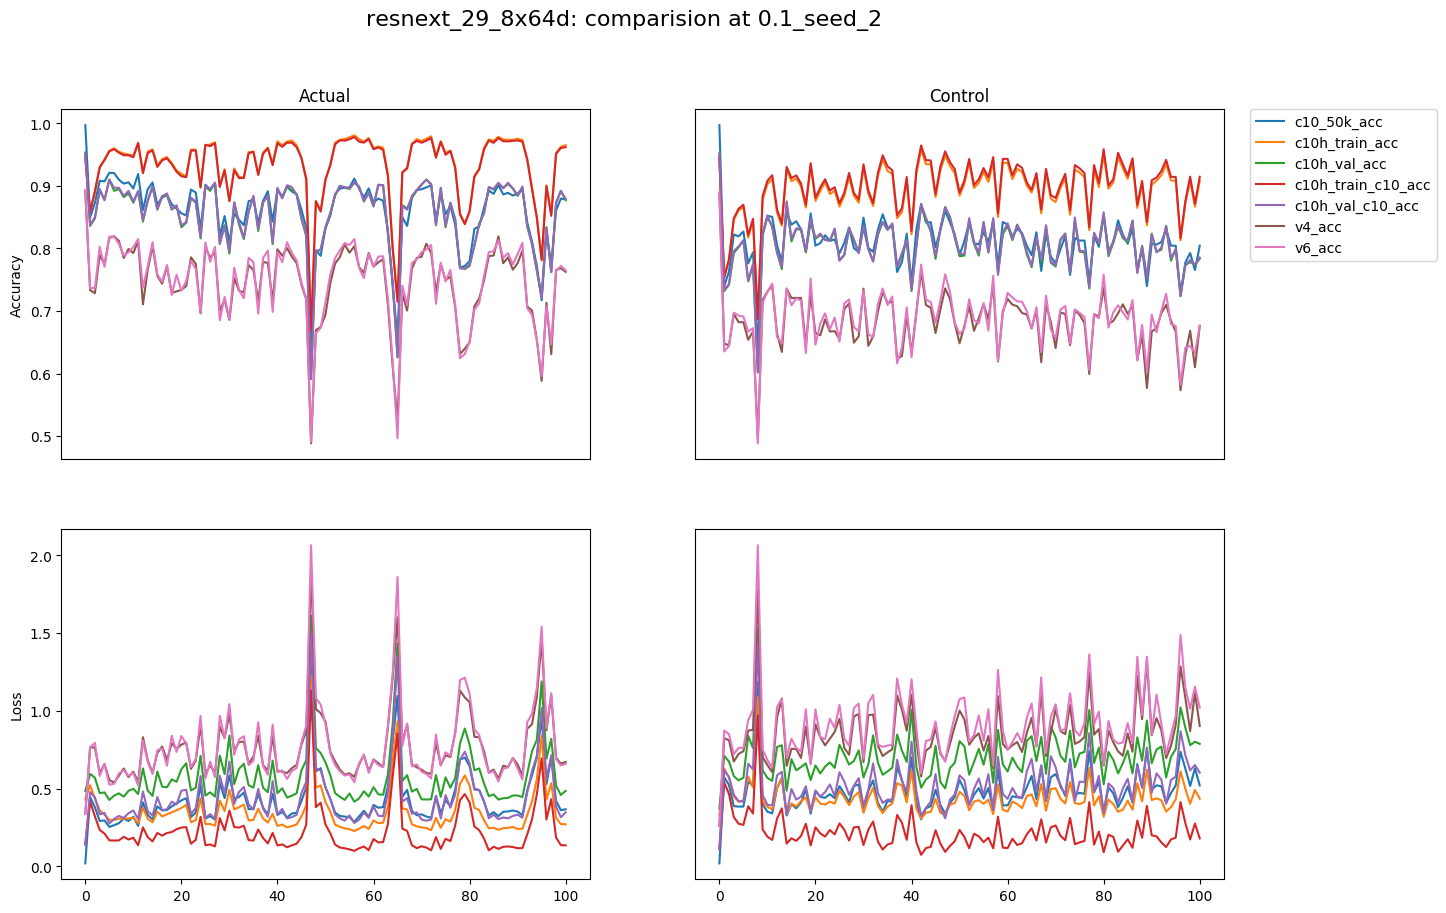 resnext_29_8x64d: comparision at 0.1_seed_2
Actual
Control
Accuracy
1.0
0.9
0.8
0.7
0.6
0.5
c10_50k_acc
c10h_train_acc
c10h_val_acc
c10h_train_c10_acc
c10h_val_c10_acc
v4_acc
v6_acc
Loss
2.0
1.5
1.0
0.5
0.0
0 20 40 60 80 100
0 20 40 60 80 100